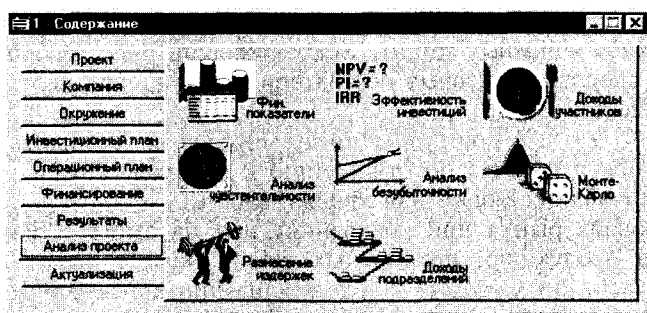 1 - Содержание
Проект
Компания
Окружение
Инвестиционный план
Операционный план
Финансирование
Результаты
Анализ проекта
Актуализация
Фин.
показатели
NPV=?
PI=?
IRR
Эффективность
инвестиций
Доходы
участников
Анализ
чувствительности
Анализ
безубыточности
Монте-
Карло
Разнесение
издержек
Доходы
подразделений